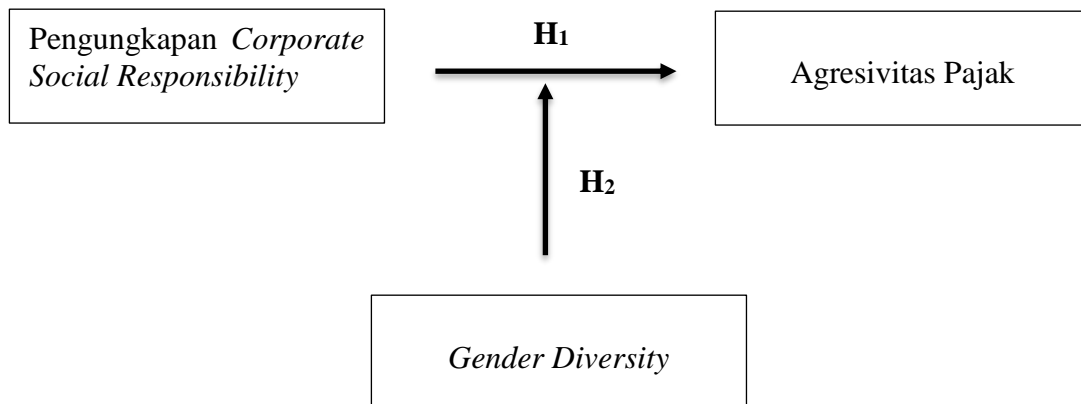 Pengungkapan Corporate
Social Responsibility
H1
Agresivitas Pajak
H2
Gender Diversity